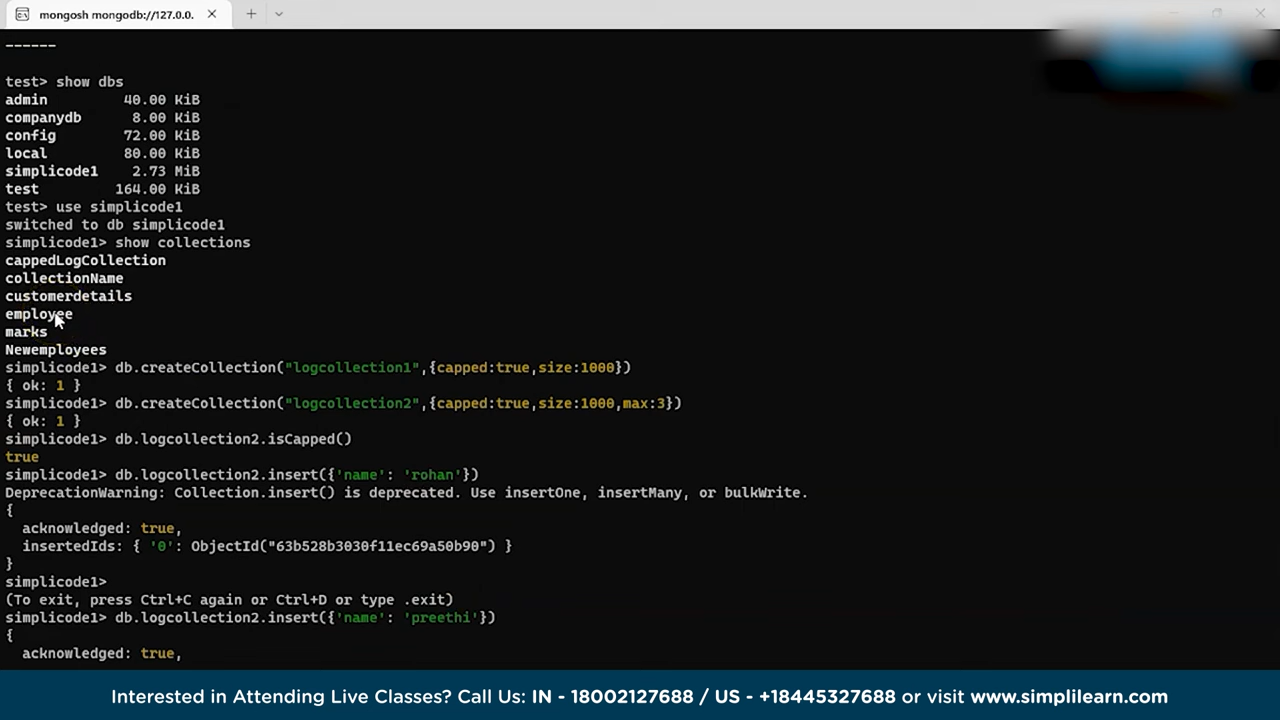 mongosh mongodb://127.0.0.
------
test> show dbs
admin 40.00 KiB
companydb 8.00 KiB
config 72.00 KiB
local 80.00 KiB
simplicode1 2.73 MiB
test 164.00 KiB
test> use simplicode1
switched to db simplicode1
simplicode1> show collections
cappedLogCollection
collectionName
customerdetails
employee
marks
Newemployees
simplicode1> db.createCollection("logcollection1",{capped:true,size:1000})
{ ok: 1 }
simplicode1> db.createCollection("logcollection2",{capped:true,size:1000,max:3})
{ ok: 1 }
simplicode1> db.logcollection2.isCapped()
true
simplicode1> db.logcollection2.insert({'name': 'rohan'})
DeprecationWarning: Collection.insert() is deprecated. Use insertOne, insertMany, or bulkWrite.
{
  acknowledged: true,
  insertedIds: { '0': ObjectId("63b528b3030f11ec69a50b90") }
}
simplicode1>
(To exit, press Ctrl+C again or Ctrl+D or type .exit)
simplicode1> db.logcollection2.insert({'name': 'preethi'})
{
  acknowledged: true,
Interested in Attending Live Classes? Call Us: IN - 18002127688 / US - +18445327688 or visit www.simplilearn.com